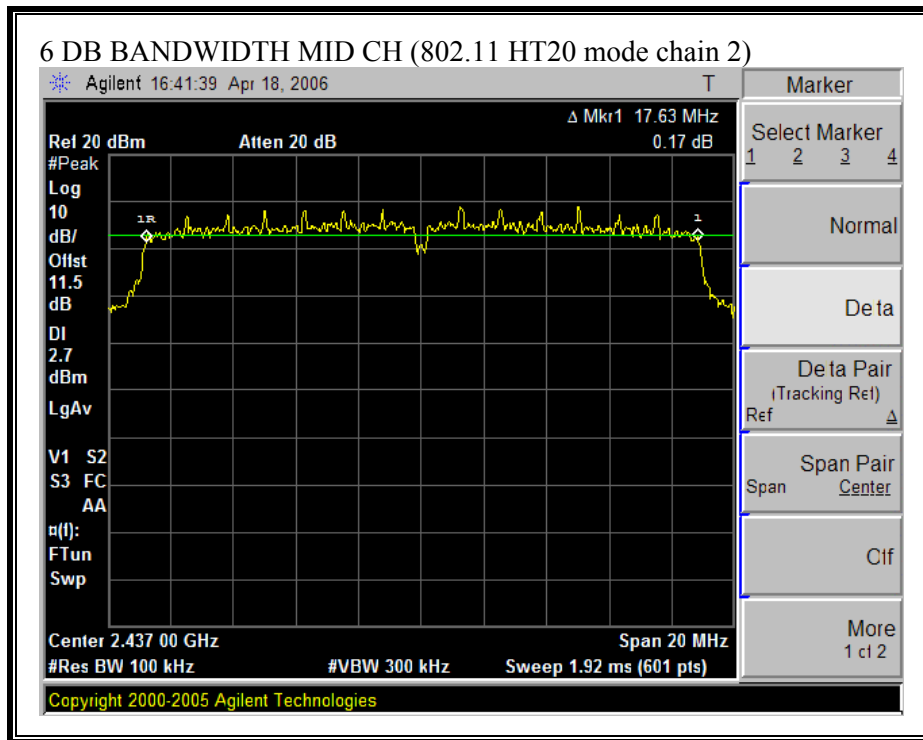 6 DB BANDWIDTH MID CH (802.11 HT20 mode chain 2)
Agilent 16:41:39 Apr 18, 2006 T
Δ Mkr1 17.63 MHz
Ref 20 dBm Atten 20 dB 0.17 dB
#Peak
Log
10
dB/
Offst
11.5
dB
DI
2.7
dBm
LgAv
V1 S2
S3 FC
AA
¤(f):
FTun
Swp
1R
1
Center 2.437 00 GHz Span 20 MHz
#Res BW 100 kHz #VBW 300 kHz Sweep 1.92 ms (601 pts)
Copyright 2000-2005 Agilent Technologies
Marker
Select Marker
1 2 3 4
Normal
Delta
Delta Pair
(Tracking Ref)
Ref Δ
Span Pair
Span Center
Off
More
1 of 2